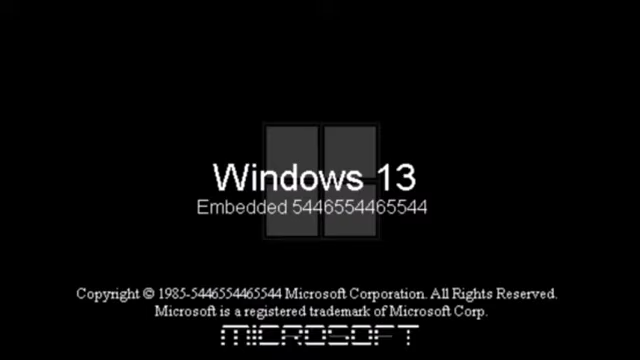 Windows 13
Embedded 5446554465544
Copyright © 1985-5446554465544 Microsoft Corporation. All Rights Reserved.
Microsoft is a registered trademark of Microsoft Corp.
MICROSOFT